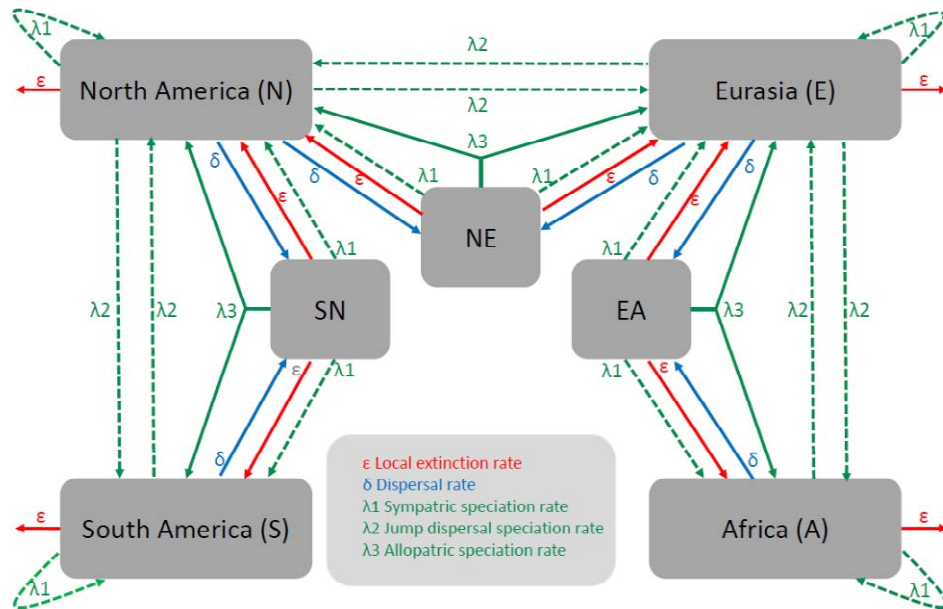 λ1
λ1
λ2
North America (N)
Eurasia (E)
ε
ε
λ2
λ3
δ
δ
ε
λ1
λ1
ε
δ
δ
ε
ε
NE
λ1
λ1
SN
EA
λ2
λ2
λ3
λ3
λ2
λ2
ε
λ1
λ1
ε
δ
δ
ε Local extinction rate
δ Dispersal rate
λ1 Sympatric speciation rate
λ2 Jump dispersal speciation rate
λ3 Allopatric speciation rate
ε
South America (S)
Africa (A)
ε
λ1
λ1